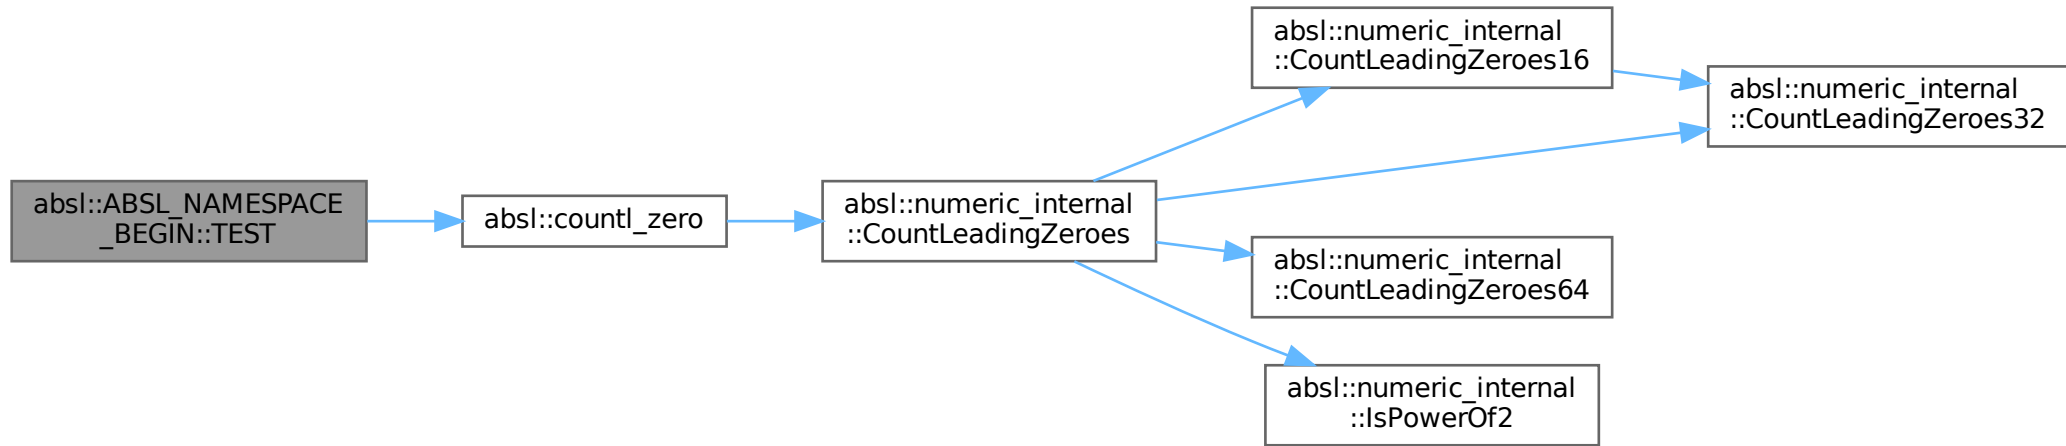 absl::ABSL_NAMESPACE
_BEGIN::TEST
absl::countl_zero
absl::numeric_internal
::CountLeadingZeroes
absl::numeric_internal
::CountLeadingZeroes16
absl::numeric_internal
::CountLeadingZeroes32
absl::numeric_internal
::CountLeadingZeroes64
absl::numeric_internal
::IsPowerOf2